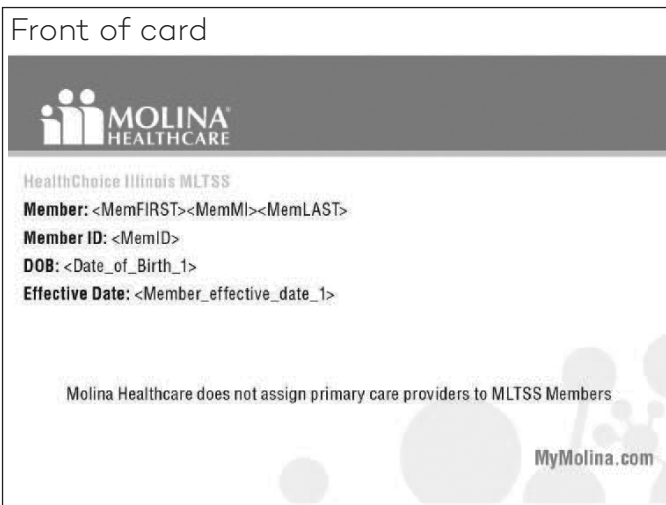 Front of card
MOLINA®
HEALTHCARE
HealthChoice Illinois MLTSS
Member: <MemFIRST><MemMI><MemLAST>
Member ID: <MemID>
DOB: <Date_of_Birth_1>
Effective Date: <Member_effective_date_1>
Molina Healthcare does not assign primary care providers to MLTSS Members
MyMolina.com